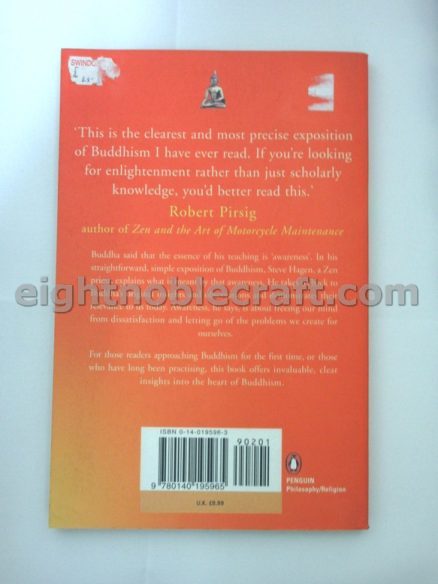 SWINDO
£
'This is the clearest and most precise exposition
of Buddhism I have ever read. If you're looking
for enlightenment rather than just scholarly
knowledge, you'd better read this.'
Robert Pirsig
author of Zen and the Art of Motorcycle Maintenance
Buddha said that the essence of his teaching is 'awareness'. In his
straightforward, simple exposition of Buddhism, Steve Hagen, a Zen
priest, explains what is meant by that awareness. He takes us back to
eightnoblecraft.com
relevance to us today. Awareness, he says, is about freeing our mind
from dissatisfaction and letting go of the problems we create for
ourselves.
For those readers approaching Buddhism for the first time, or those
who have long been practising, this book offers invaluable, clear
insights into the heart of Buddhism.
ISBN 0-14-019596-3
90201
9 780140 195965
U.K. £6.99
PENGUIN
Philosophy/Religion